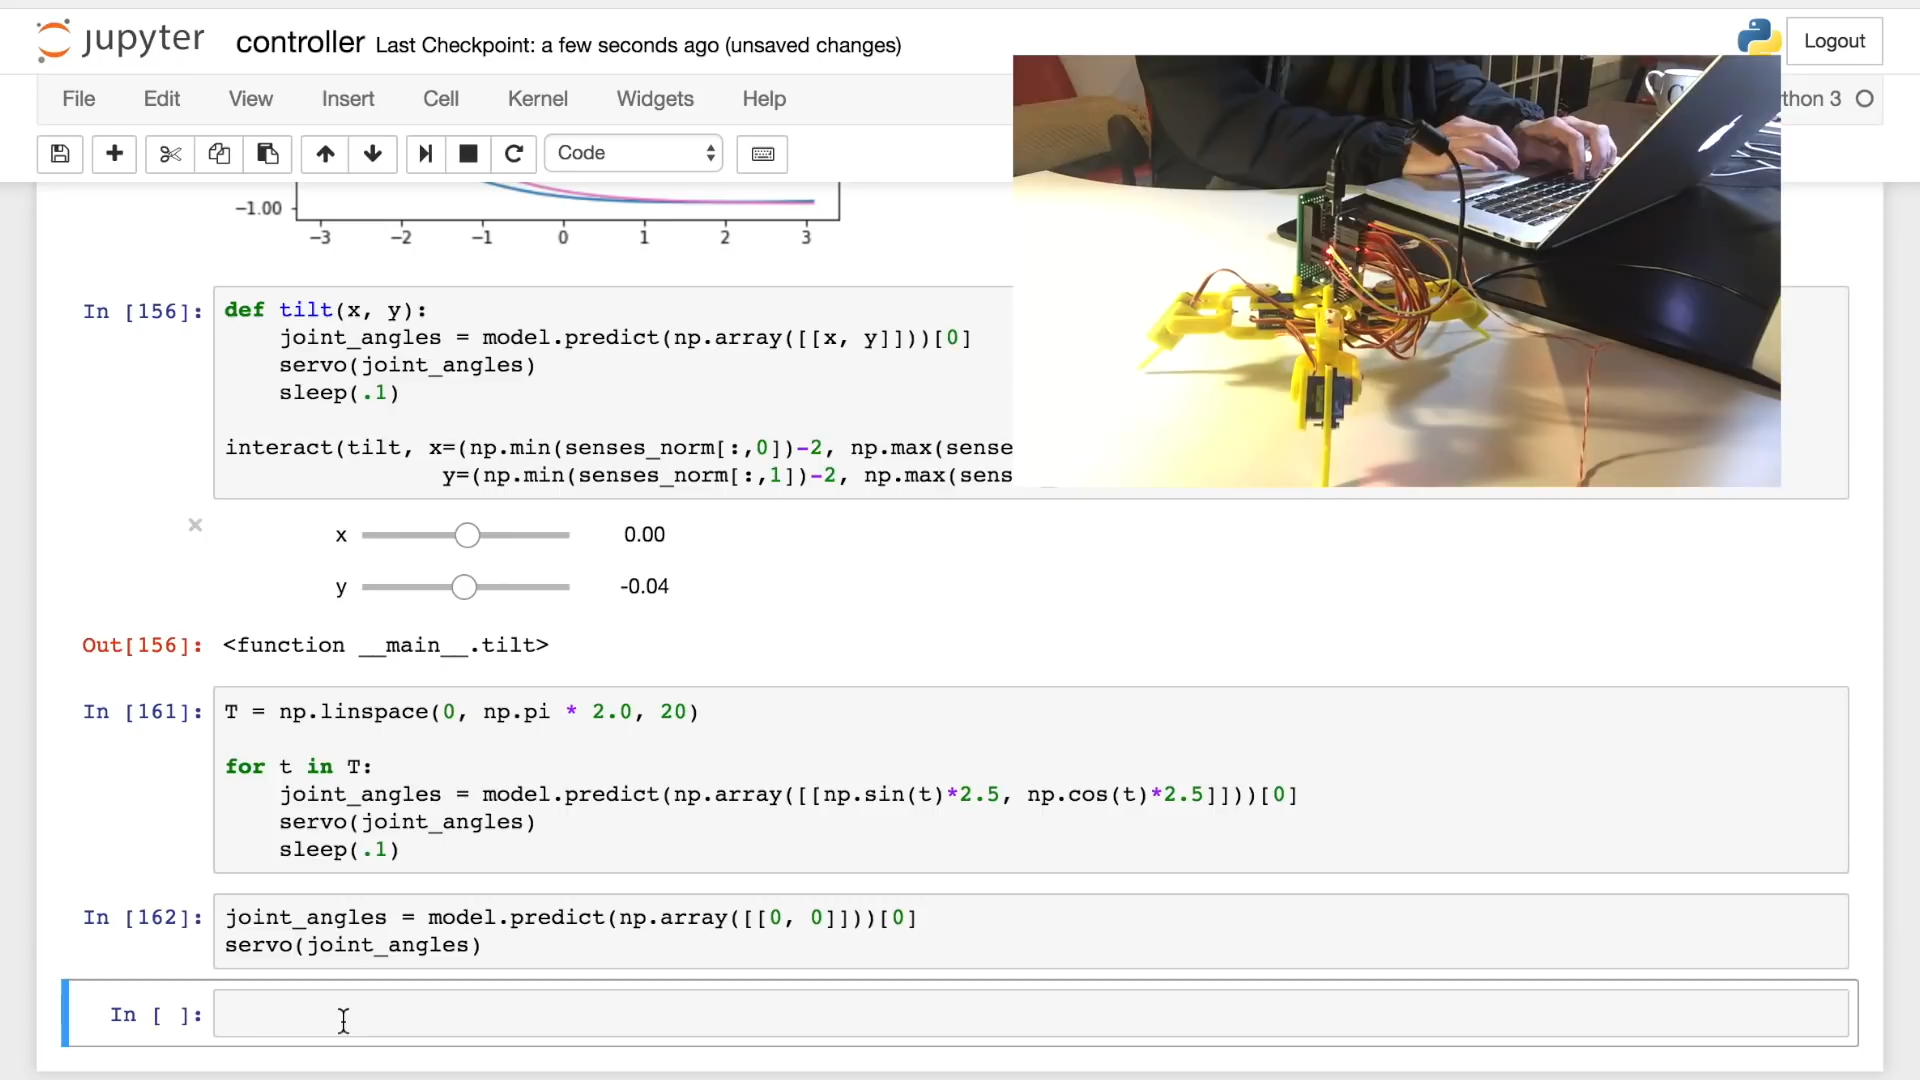 jupyter controller Last Checkpoint: a few seconds ago (unsaved changes) Logout
File Edit View Insert Cell Kernel Widgets Help thon 3
Code
−1.00
−3 −2 −1 0 1 2 3
In [156]: def tilt(x, y):
joint_angles = model.predict(np.array([[x, y]]))[0]
servo(joint_angles)
sleep(.1)
interact(tilt, x=(np.min(senses_norm[:,0])-2, np.max(sense
y=(np.min(senses_norm[:,1])-2, np.max(sens
x 0.00
y -0.04
Out[156]: <function __main__.tilt>
In [161]: T = np.linspace(0, np.pi * 2.0, 20)
for t in T:
joint_angles = model.predict(np.array([[np.sin(t)*2.5, np.cos(t)*2.5]]))[0]
servo(joint_angles)
sleep(.1)
In [162]: joint_angles = model.predict(np.array([[0, 0]]))[0]
servo(joint_angles)
In [ ]: